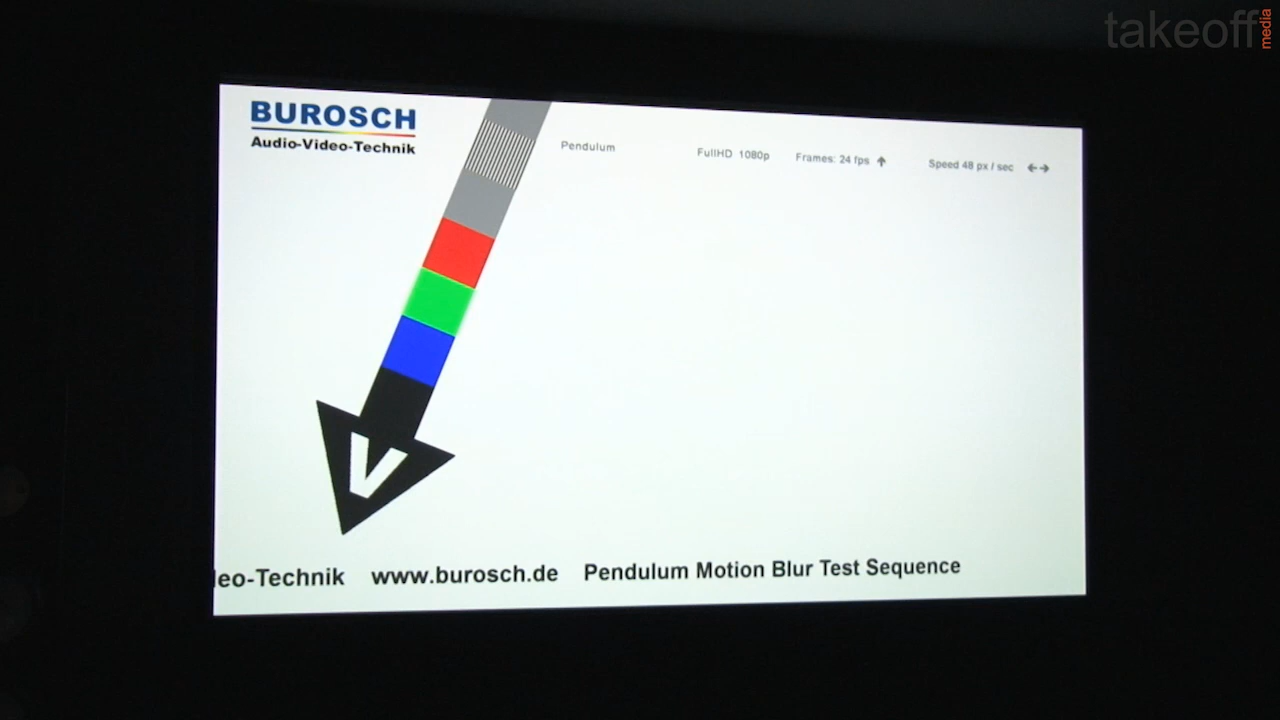 takeoff media
BUROSCH
Audio-Video-Technik
Pendulum FullHD 1080p Frames: 24 fps Speed 48 px / sec
V
eo-Technik www.burosch.de Pendulum Motion Blur Test Sequence